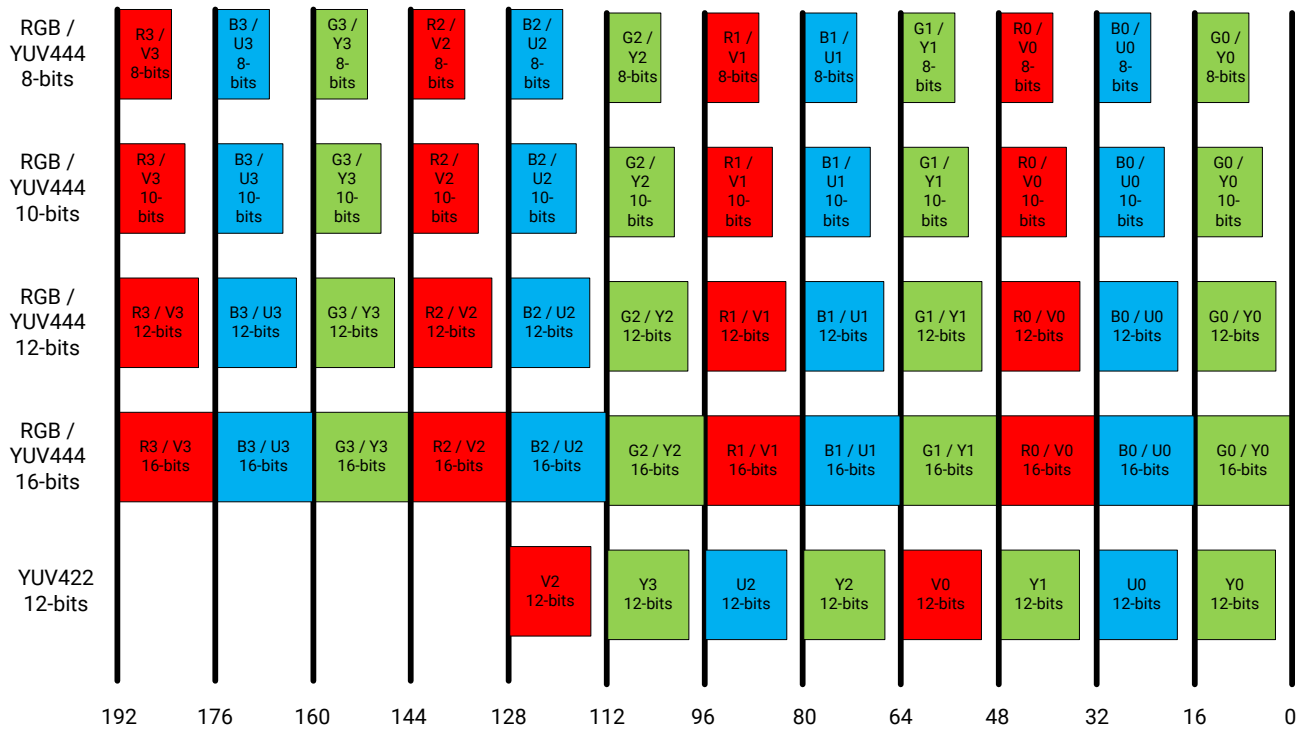 RGB /
YUV444
8-bits
R3 /
V3
8-bits
B3 /
U3
8-
bits
G3 /
Y3
8-
bits
R2 /
V2
8-
bits
B2 /
U2
8-
bits
G2 /
Y2
8-bits
R1 /
V1
8-bits
B1 /
U1
8-bits
G1 /
Y1
8-
bits
R0 /
V0
8-
bits
B0 /
U0
8-
bits
G0 /
Y0
8-bits
RGB /
YUV444
10-bits
R3 /
V3
10-
bits
B3 /
U3
10-
bits
G3 /
Y3
10-
bits
R2 /
V2
10-
bits
B2 /
U2
10-
bits
G2 /
Y2
10-
bits
R1 /
V1
10-
bits
B1 /
U1
10-
bits
G1 /
Y1
10-
bits
R0 /
V0
10-
bits
B0 /
U0
10-
bits
G0 /
Y0
10-
bits
RGB /
YUV444
12-bits
R3 / V3
12-bits
B3 / U3
12-bits
G3 / Y3
12-bits
R2 / V2
12-bits
B2 / U2
12-bits
G2 / Y2
12-bits
R1 / V1
12-bits
B1 / U1
12-bits
G1 / Y1
12-bits
R0 / V0
12-bits
B0 / U0
12-bits
G0 / Y0
12-bits
RGB /
YUV444
16-bits
R3 / V3
16-bits
B3 / U3
16-bits
G3 / Y3
16-bits
R2 / V2
16-bits
B2 / U2
16-bits
G2 / Y2
16-bits
R1 / V1
16-bits
B1 / U1
16-bits
G1 / Y1
16-bits
R0 / V0
16-bits
B0 / U0
16-bits
G0 / Y0
16-bits
YUV422
12-bits
V2
12-bits
Y3
12-bits
U2
12-bits
Y2
12-bits
V0
12-bits
Y1
12-bits
U0
12-bits
Y0
12-bits
192 176 160 144 128 112 96 80 64 48 32 16 0